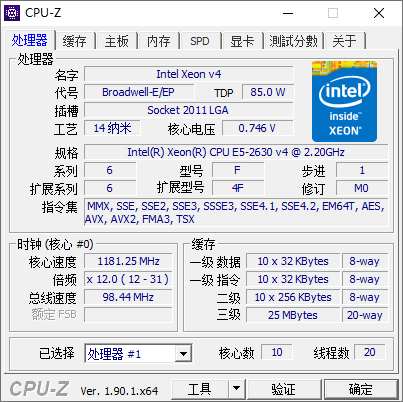 CPU-Z
处理器 缓存 主板 内存 SPD 显卡 測試分數 关于
处理器
名字 Intel Xeon v4
代号 Broadwell-E/EP TDP 85.0 W
插槽 Socket 2011 LGA
工艺 14 纳米 核心电压 0.746 V
intel inside™ XEON®
规格 Intel(R) Xeon(R) CPU E5-2630 v4 @ 2.20GHz
系列 6 型号 F 步进 1
扩展系列 6 扩展型号 4F 修订 M0
指令集 MMX, SSE, SSE2, SSE3, SSSE3, SSE4.1, SSE4.2, EM64T, AES,
AVX, AVX2, FMA3, TSX
时钟 (核心 #0)
核心速度 1181.25 MHz
倍频 x 12.0 ( 12 - 31 )
总线速度 98.44 MHz
额定 FSB
缓存
一级 数据 10 x 32 KBytes 8-way
一级 指令 10 x 32 KBytes 8-way
二级 10 x 256 KBytes 8-way
三级 25 MBytes 20-way
已选择 处理器 #1 核心数 10 线程数 20
CPU-Z Ver. 1.90.1.x64 工具 验证 确定